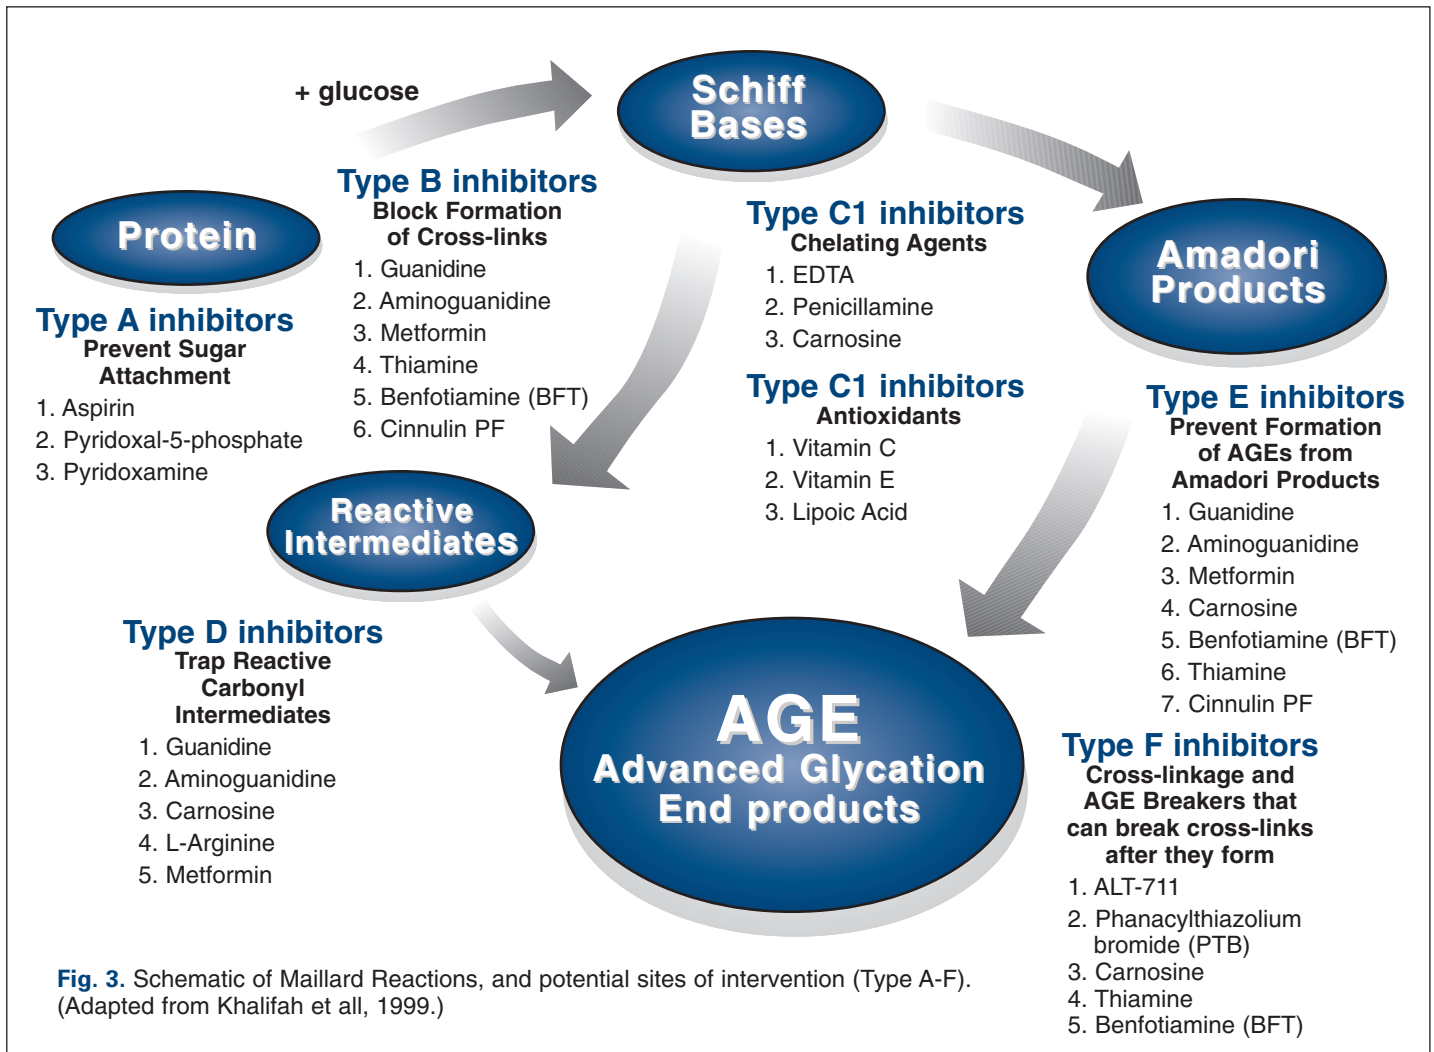 + glucose
Schiff
Bases
Protein
Type A inhibitors
Prevent Sugar
Attachment
1. Aspirin
2. Pyridoxal-5-phosphate
3. Pyridoxamine
Type B inhibitors
Block Formation
of Cross-links
1. Guanidine
2. Aminoguanidine
3. Metformin
4. Thiamine
5. Benfotiamine (BFT)
6. Cinnulin PF
Type C1 inhibitors
Chelating Agents
1. EDTA
2. Penicillamine
3. Carnosine
Type C1 inhibitors
Antioxidants
1. Vitamin C
2. Vitamin E
3. Lipoic Acid
Amadori
Products
Type E inhibitors
Prevent Formation
of AGEs from
Amadori Products
1. Guanidine
2. Aminoguanidine
3. Metformin
4. Carnosine
5. Benfotiamine (BFT)
6. Thiamine
7. Cinnulin PF
Reactive
Intermediates
Type D inhibitors
Trap Reactive
Carbonyl
Intermediates
1. Guanidine
2. Aminoguanidine
3. Carnosine
4. L-Arginine
5. Metformin
AGE
Advanced Glycation
End products
Type F inhibitors
Cross-linkage and
AGE Breakers that
can break cross-links
after they form
1. ALT-711
2. Phanacylthiazolium
bromide (PTB)
3. Carnosine
4. Thiamine
5. Benfotiamine (BFT)
Fig. 3. Schematic of Maillard Reactions, and potential sites of intervention (Type A-F).
(Adapted from Khalifah et all, 1999.)